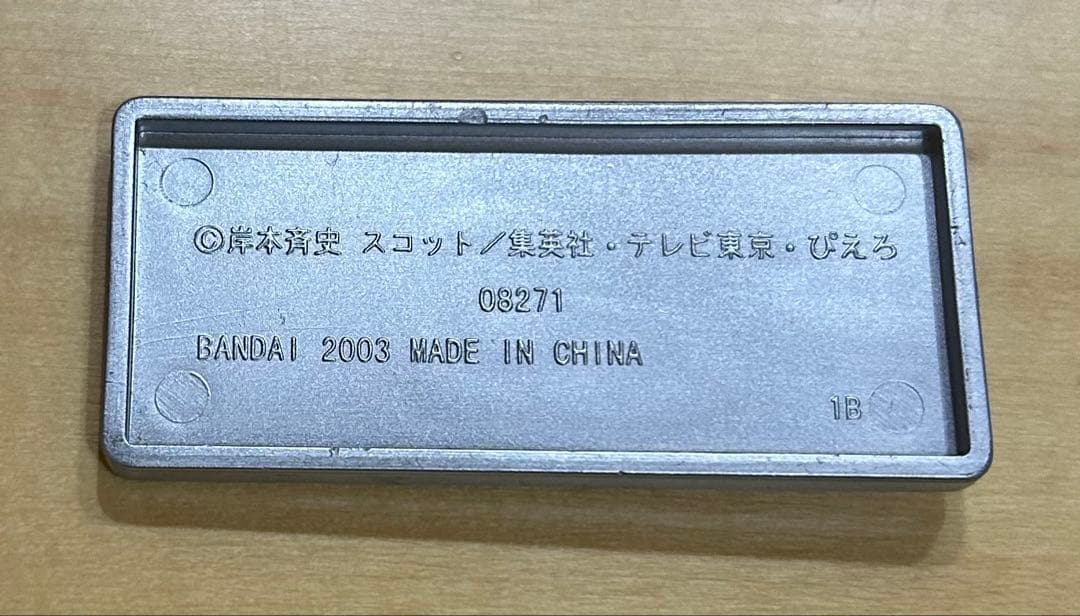 ©岸本斉史 スコット／集英社・テレビ東京・ぴえろ
08271
BANDAI 2003 MADE IN CHINA
1B